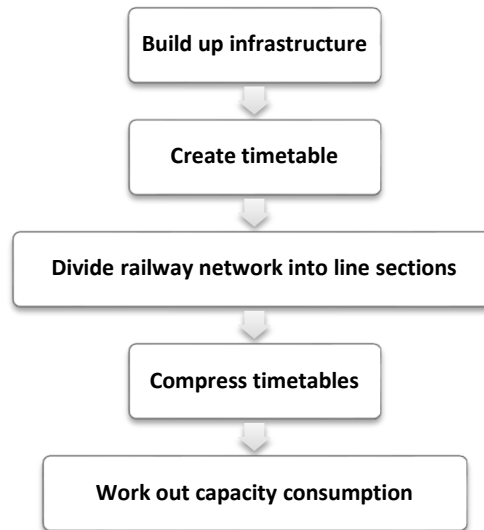 Build up infrastructure
Create timetable
Divide railway network into line sections
Compress timetables
Work out capacity consumption